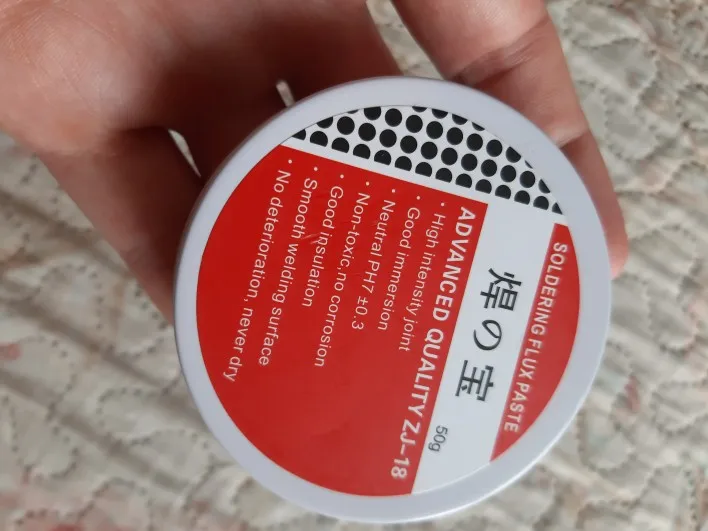 SOLDERING FLUX PASTE
焊の宝
50g
ADVANCED QUALITY ZJ-18
• High intensity joint
• Good immersion
• Neutral PH7 ±0.3
• Non-toxic,no corrosion
• Good insulation
• Smooth welding surface
• No deterioration, never dry